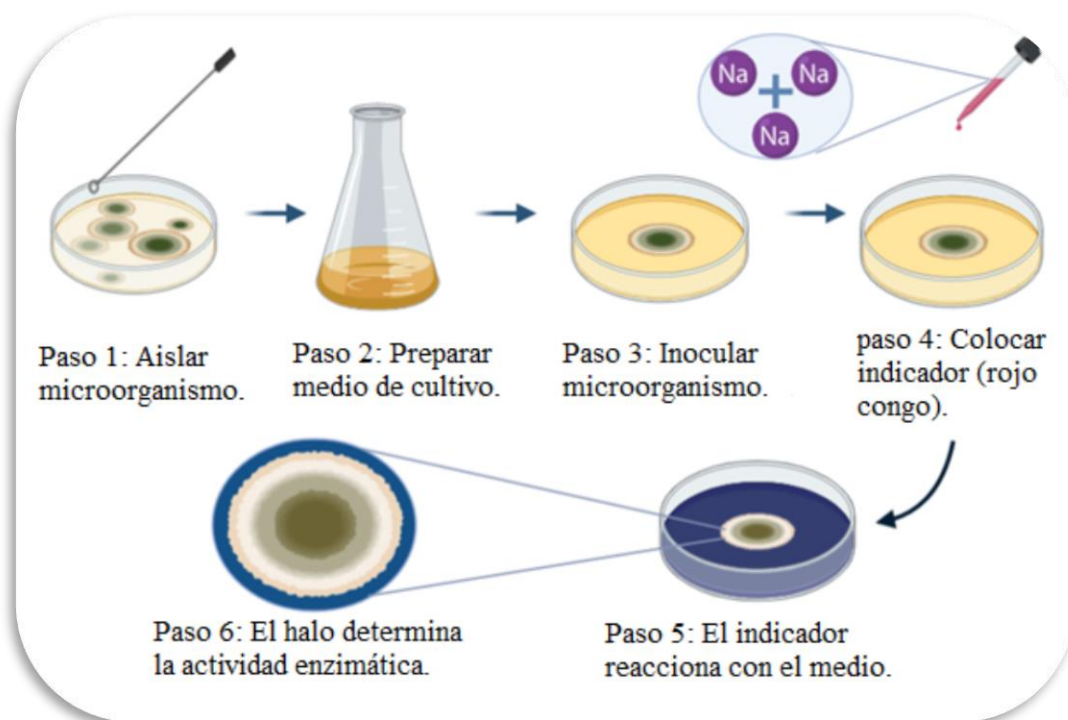 Na
+
Na
Na
Paso 1: Aislar
microorganismo.
Paso 2: Preparar
medio de cultivo.
Paso 3: Inocular
microorganismo.
paso 4: Colocar
indicador (rojo
congo).
Paso 6: El halo determina
la actividad enzimática.
Paso 5: El indicador
reacciona con el medio.